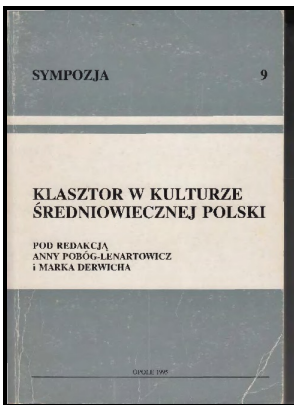 SYMPOZJA 9
KLASZTOR W KULTURZE
ŚREDNIOWIECZNEJ POLSKI
POD REDAKCJĄ
ANNY POBÓG-LENARTOWICZ
i MARKA DERWICHA
OPOLE 1995